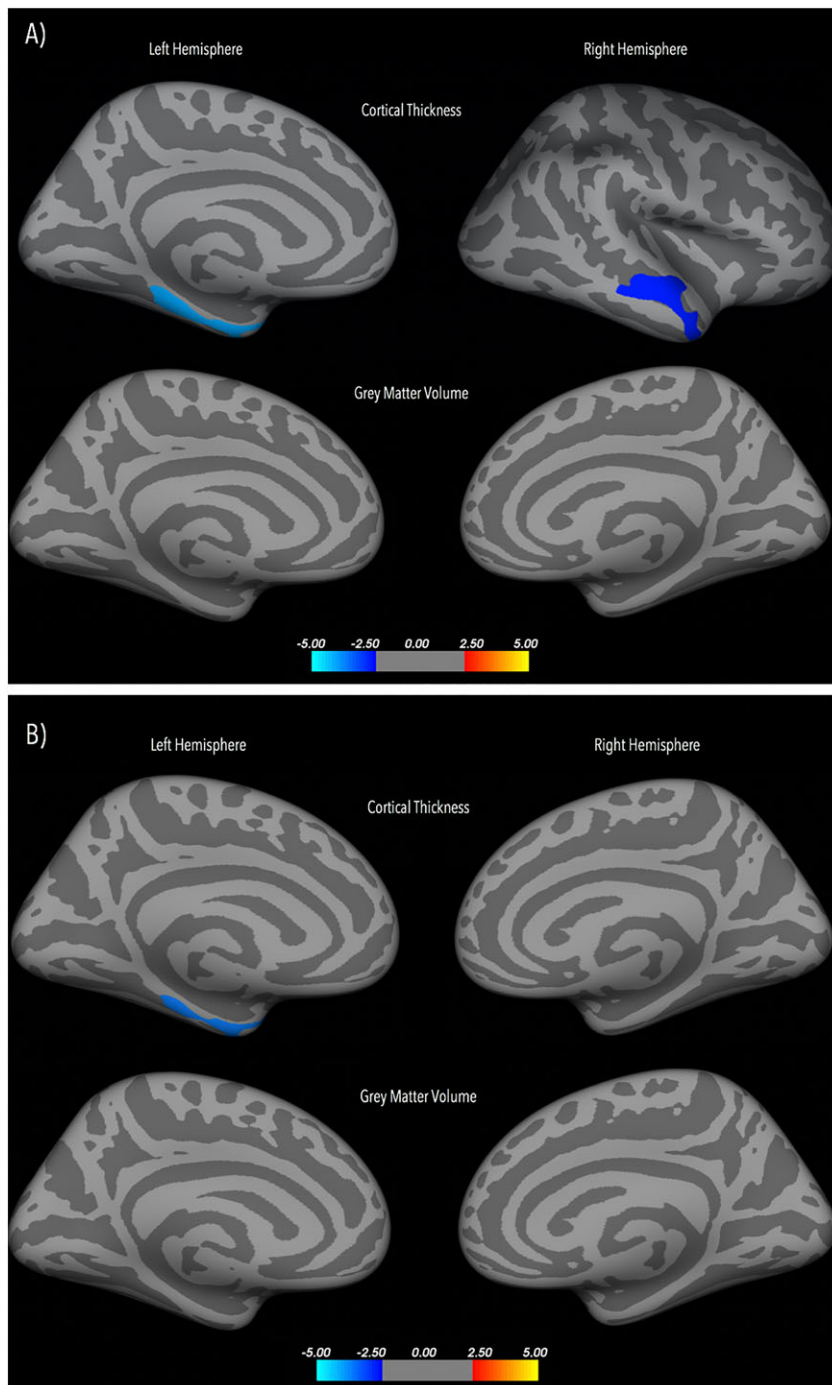 A)
Left Hemisphere Right Hemisphere
Cortical Thickness
Grey Matter Volume
-5.00 -2.50 0.00 2.50 5.00
B)
Left Hemisphere Right Hemisphere
Cortical Thickness
Grey Matter Volume
-5.00 -2.50 0.00 2.50 5.00